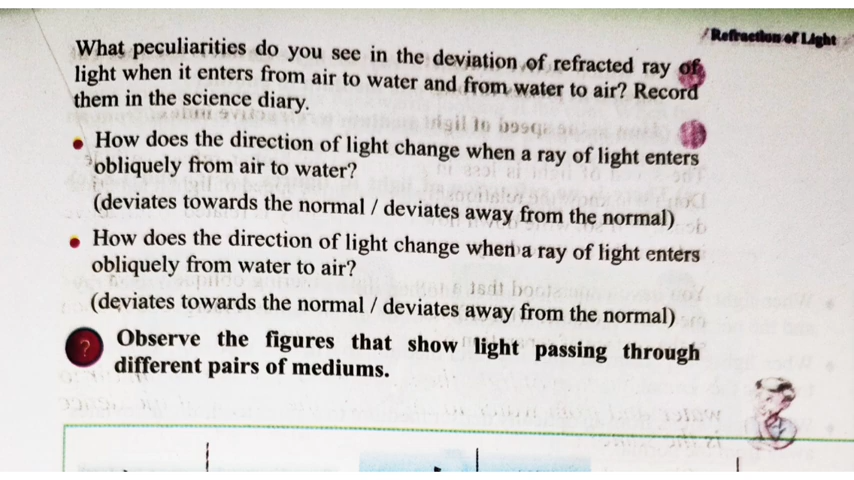 Refraction of Light
What peculiarities do you see in the deviation of refracted ray of
light when it enters from air to water and from water to air? Record
them in the science diary.
• How does the direction of light change when a ray of light enters
obliquely from air to water?
(deviates towards the normal / deviates away from the normal)
• How does the direction of light change when a ray of light enters
obliquely from water to air?
(deviates towards the normal / deviates away from the normal)
? Observe the figures that show light passing through
different pairs of mediums.